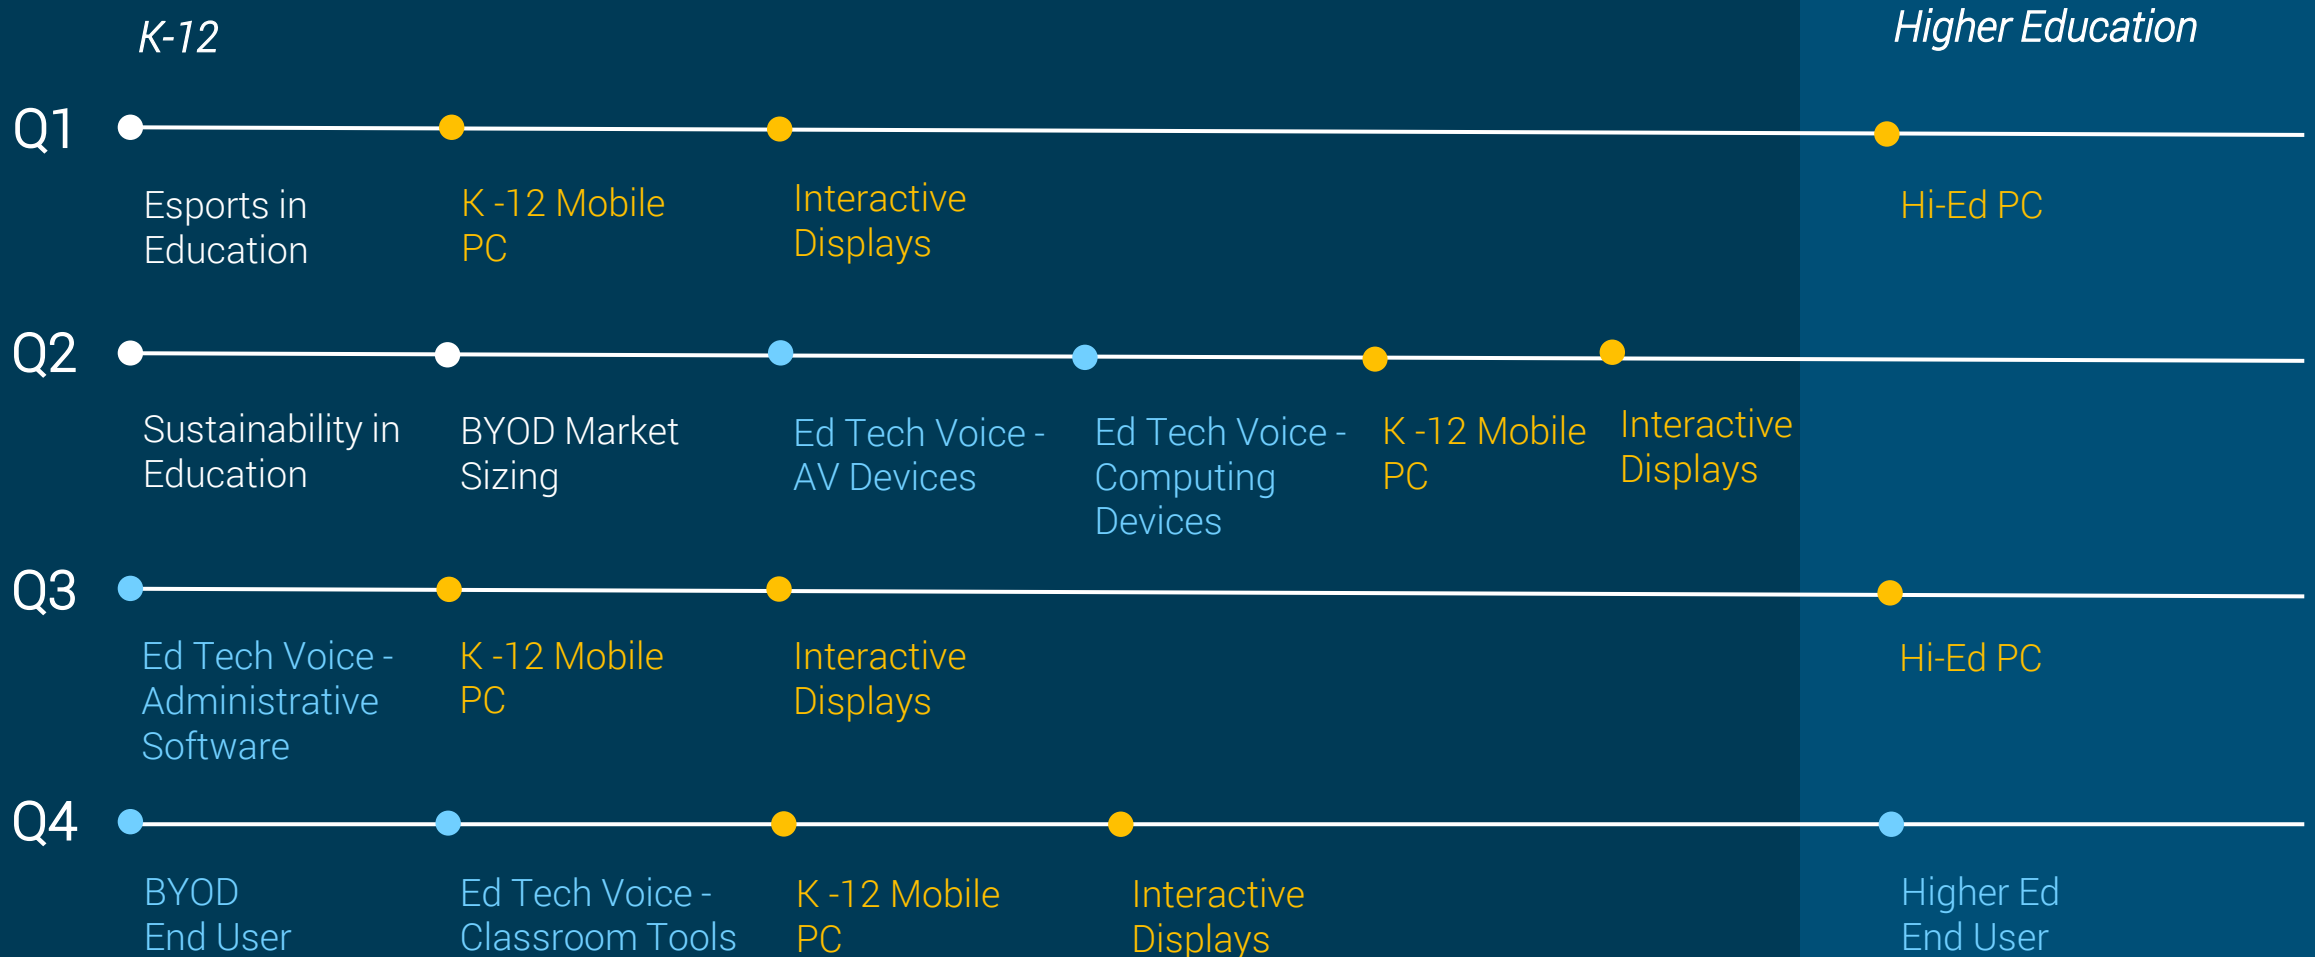 K-12
Higher Education
Q1
Esports in
Education
K -12 Mobile
PC
Interactive
Displays
Hi-Ed PC
Q2
Sustainability in
Education
BYOD Market
Sizing
Ed Tech Voice -
AV Devices
Ed Tech Voice -
Computing
Devices
K -12 Mobile
PC
Interactive
Displays
Q3
Ed Tech Voice -
Administrative
Software
K -12 Mobile
PC
Interactive
Displays
Hi-Ed PC
Q4
BYOD
End User
Ed Tech Voice -
Classroom Tools
K -12 Mobile
PC
Interactive
Displays
Higher Ed
End User